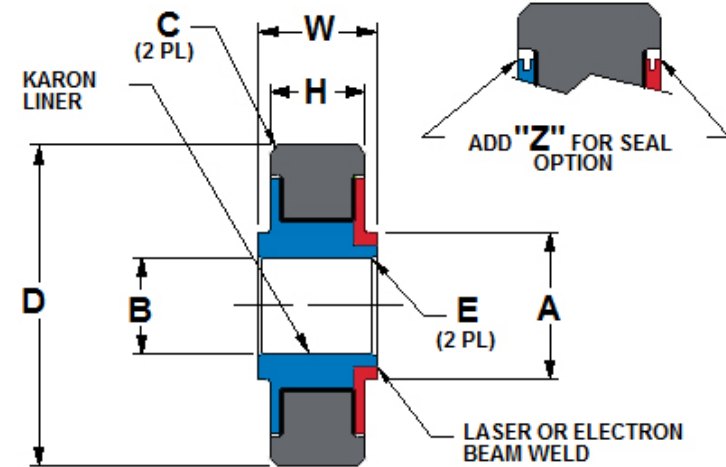 C
(2 PL)
W
KARON
LINER
H
ADD "Z" FOR SEAL
OPTION
D
B
E
(2 PL)
A
LASER OR ELECTRON
BEAM WELD